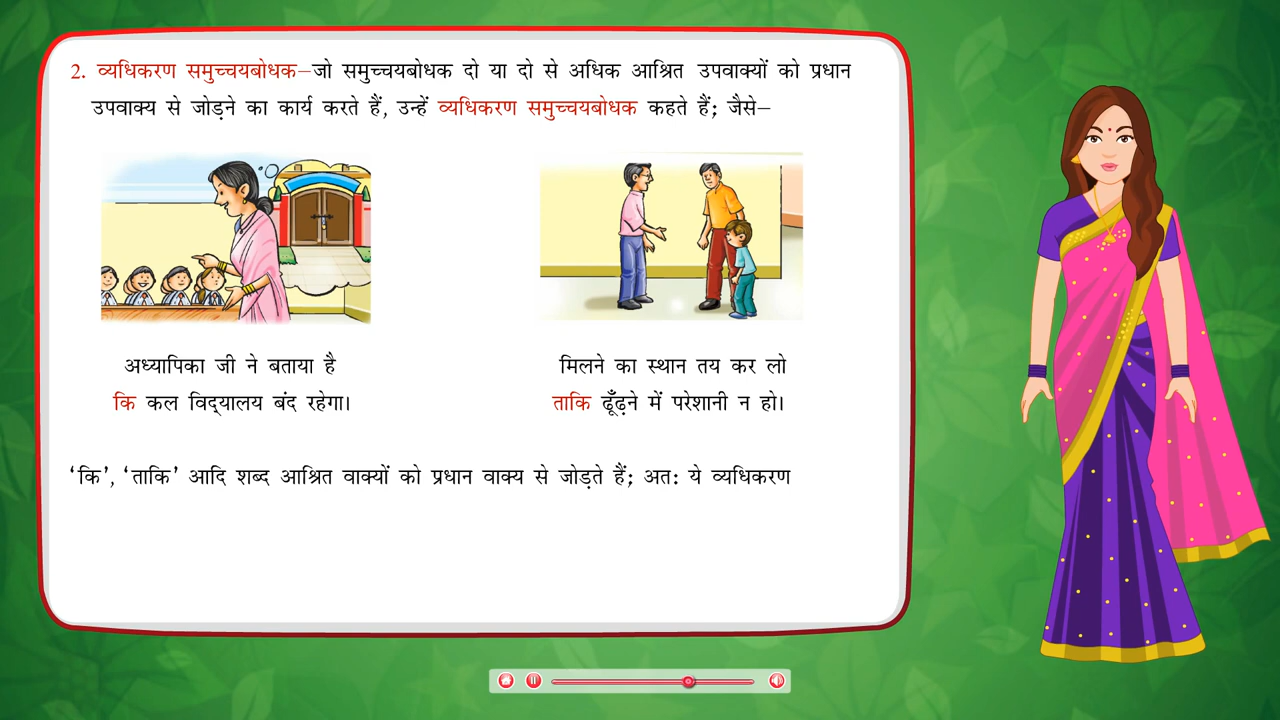 2. व्यधिकरण समुच्चयबोधक–जो समुच्चयबोधक दो या दो से अधिक आश्रित उपवाक्यों को प्रधान
उपवाक्य से जोड़ने का कार्य करते हैं, उन्हें व्यधिकरण समुच्चयबोधक कहते हैं; जैसे–
अध्यापिका जी ने बताया है
कि कल विद्‌यालय बंद रहेगा।
मिलने का स्थान तय कर लो
ताकि ढूँढ़ने में परेशानी न हो।
‘कि’, ‘ताकि’ आदि शब्द आश्रित वाक्यों को प्रधान वाक्य से जोड़ते हैं; अत: ये व्यधिकरण